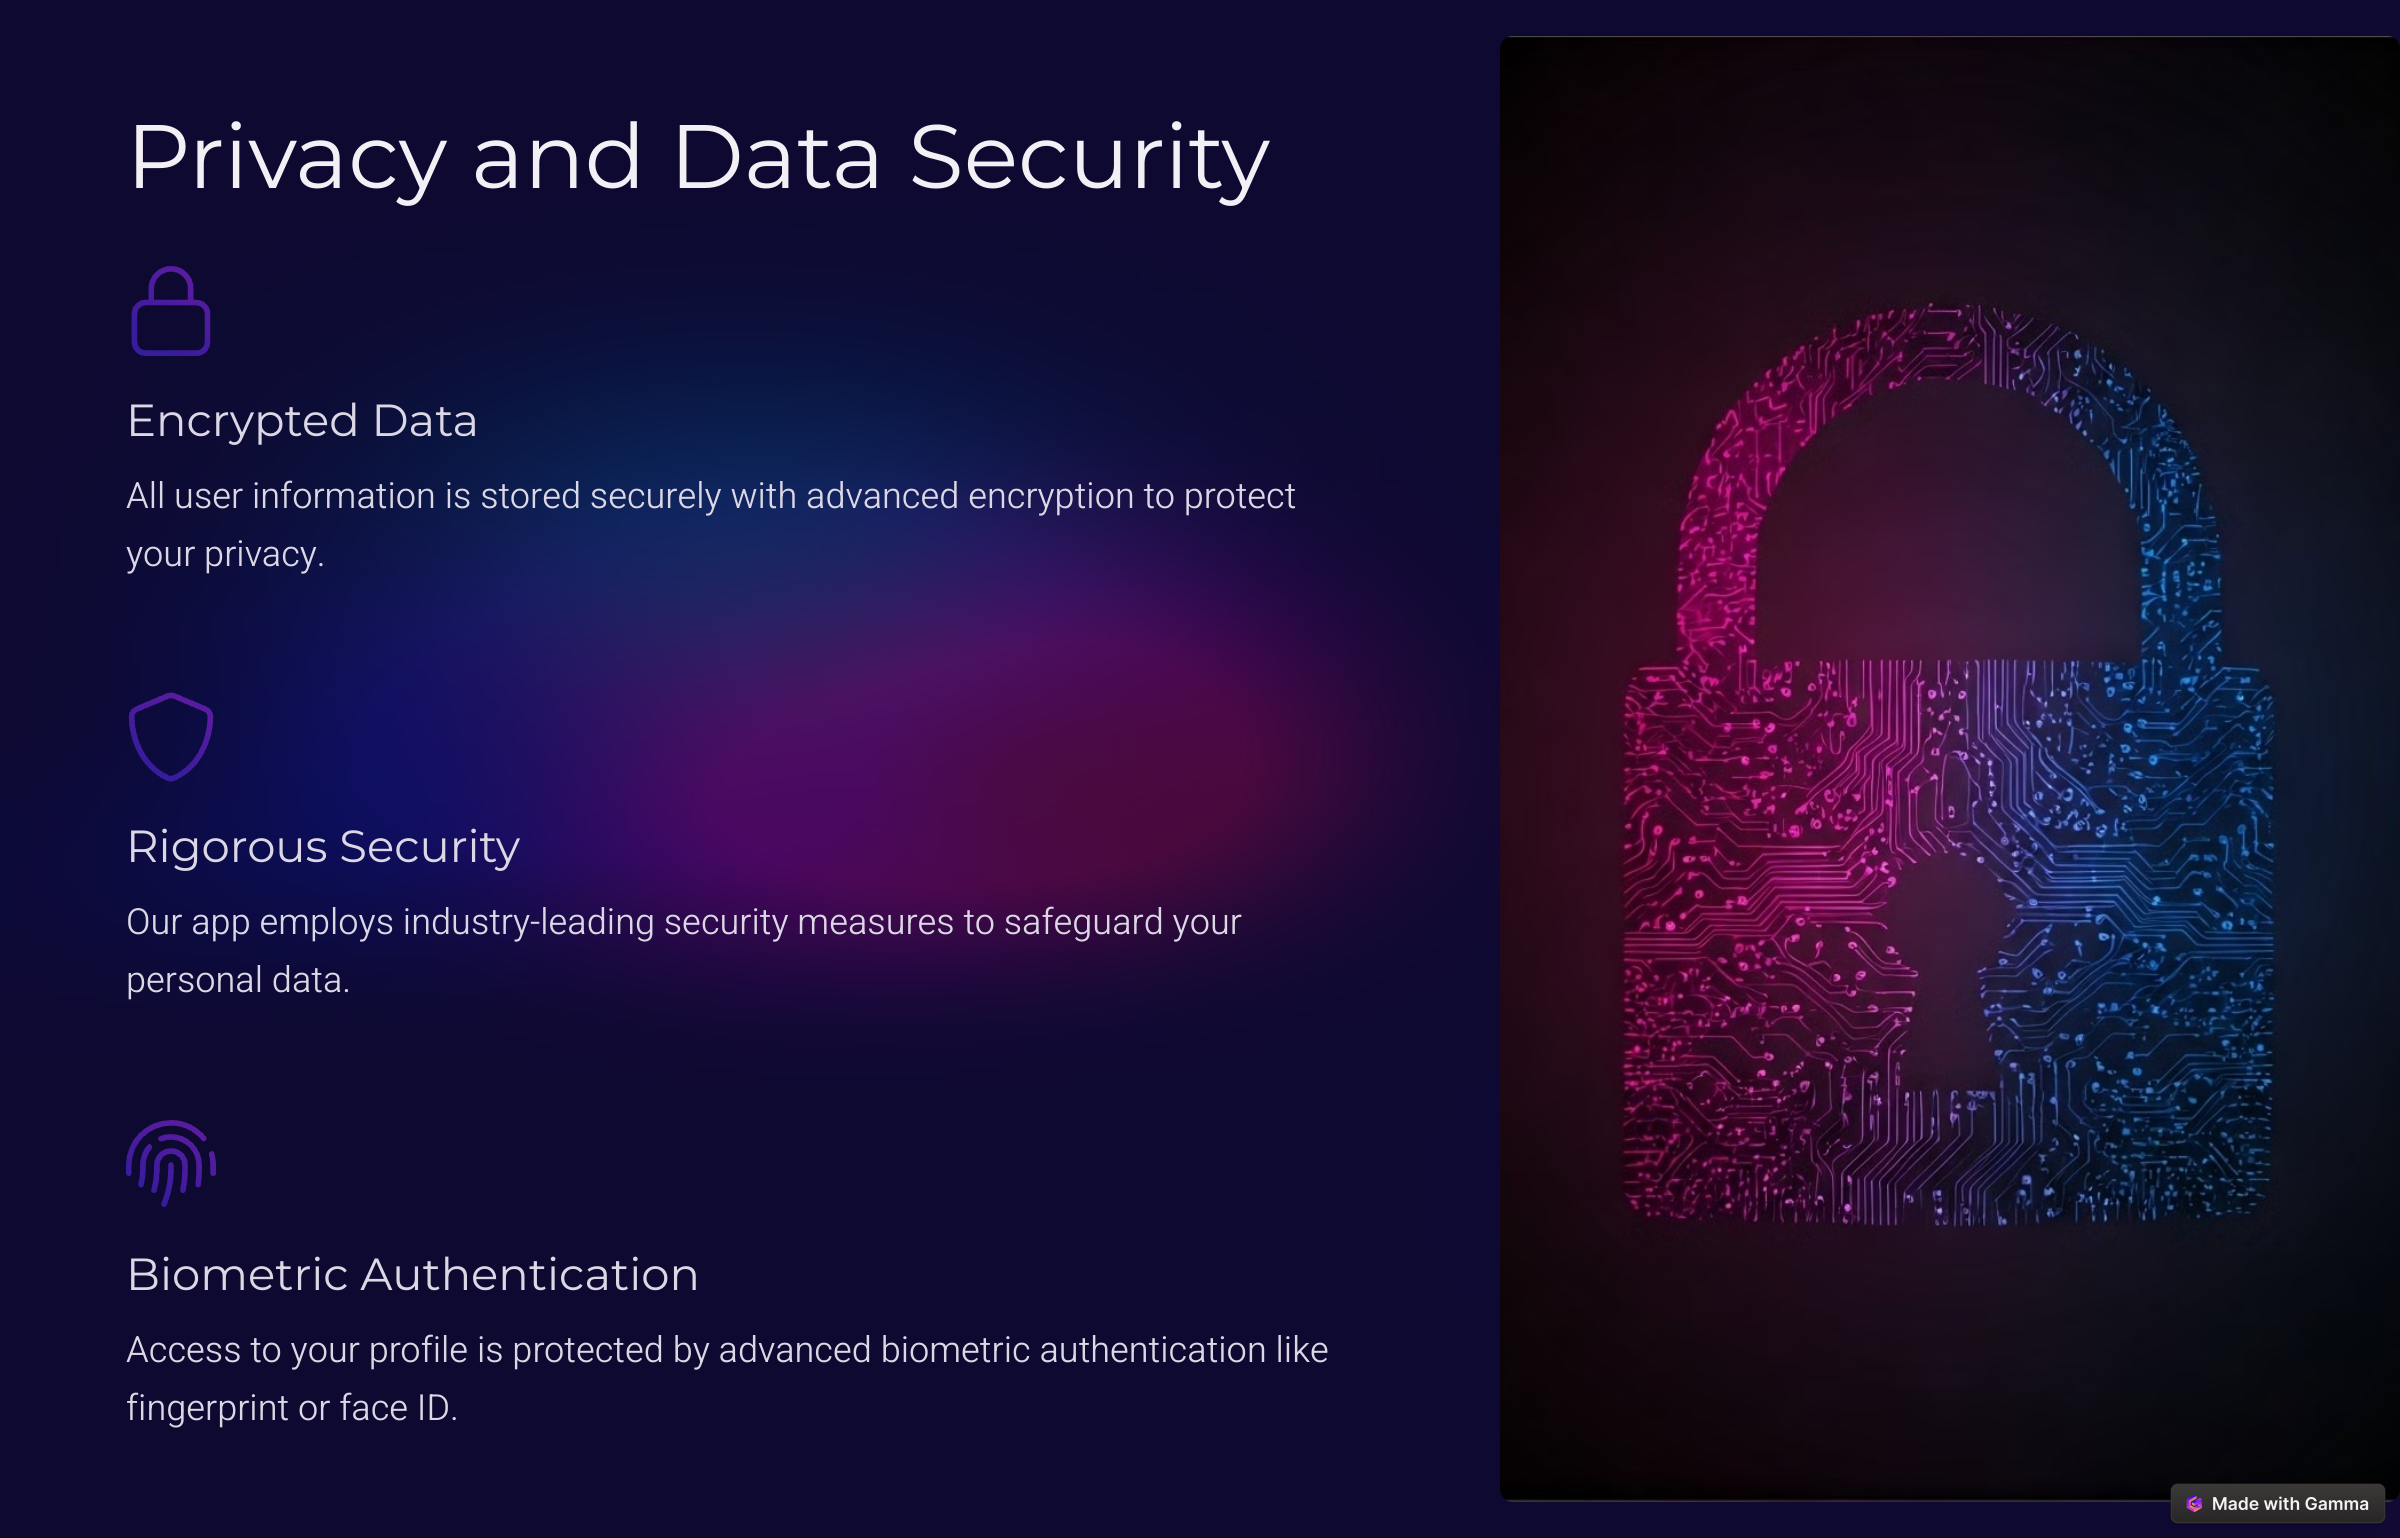 Privacy and Data Security
Encrypted Data
All user information is stored securely with advanced encryption to protect
your privacy.
Rigorous Security
Our app employs industry-leading security measures to safeguard your
personal data.
Biometric Authentication
Access to your profile is protected by advanced biometric authentication like
fingerprint or face ID.
Made with Gamma